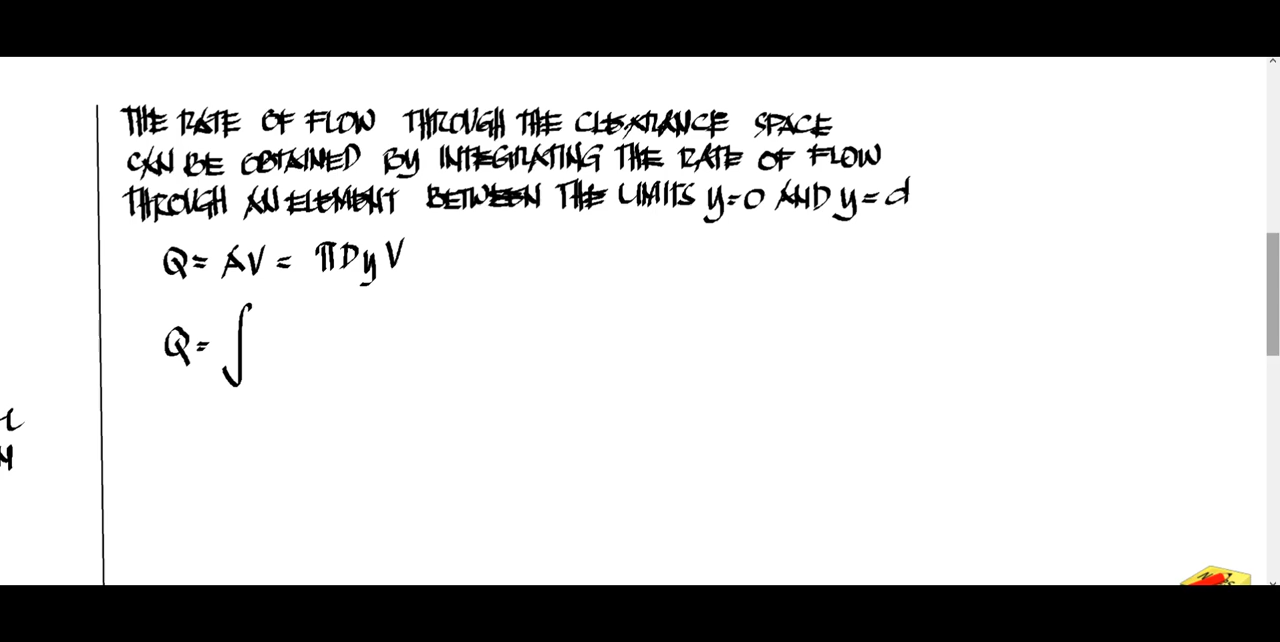 THE RATE OF FLOW THROUGH THE CLEARANCE SPACE
CAN BE OBTAINED BY INTEGRATING THE RATE OF FLOW
THROUGH AN ELEMENT BETWEEN THE LIMITS y=0 AND y=d
Q= AV = πDyV
Q= ∫